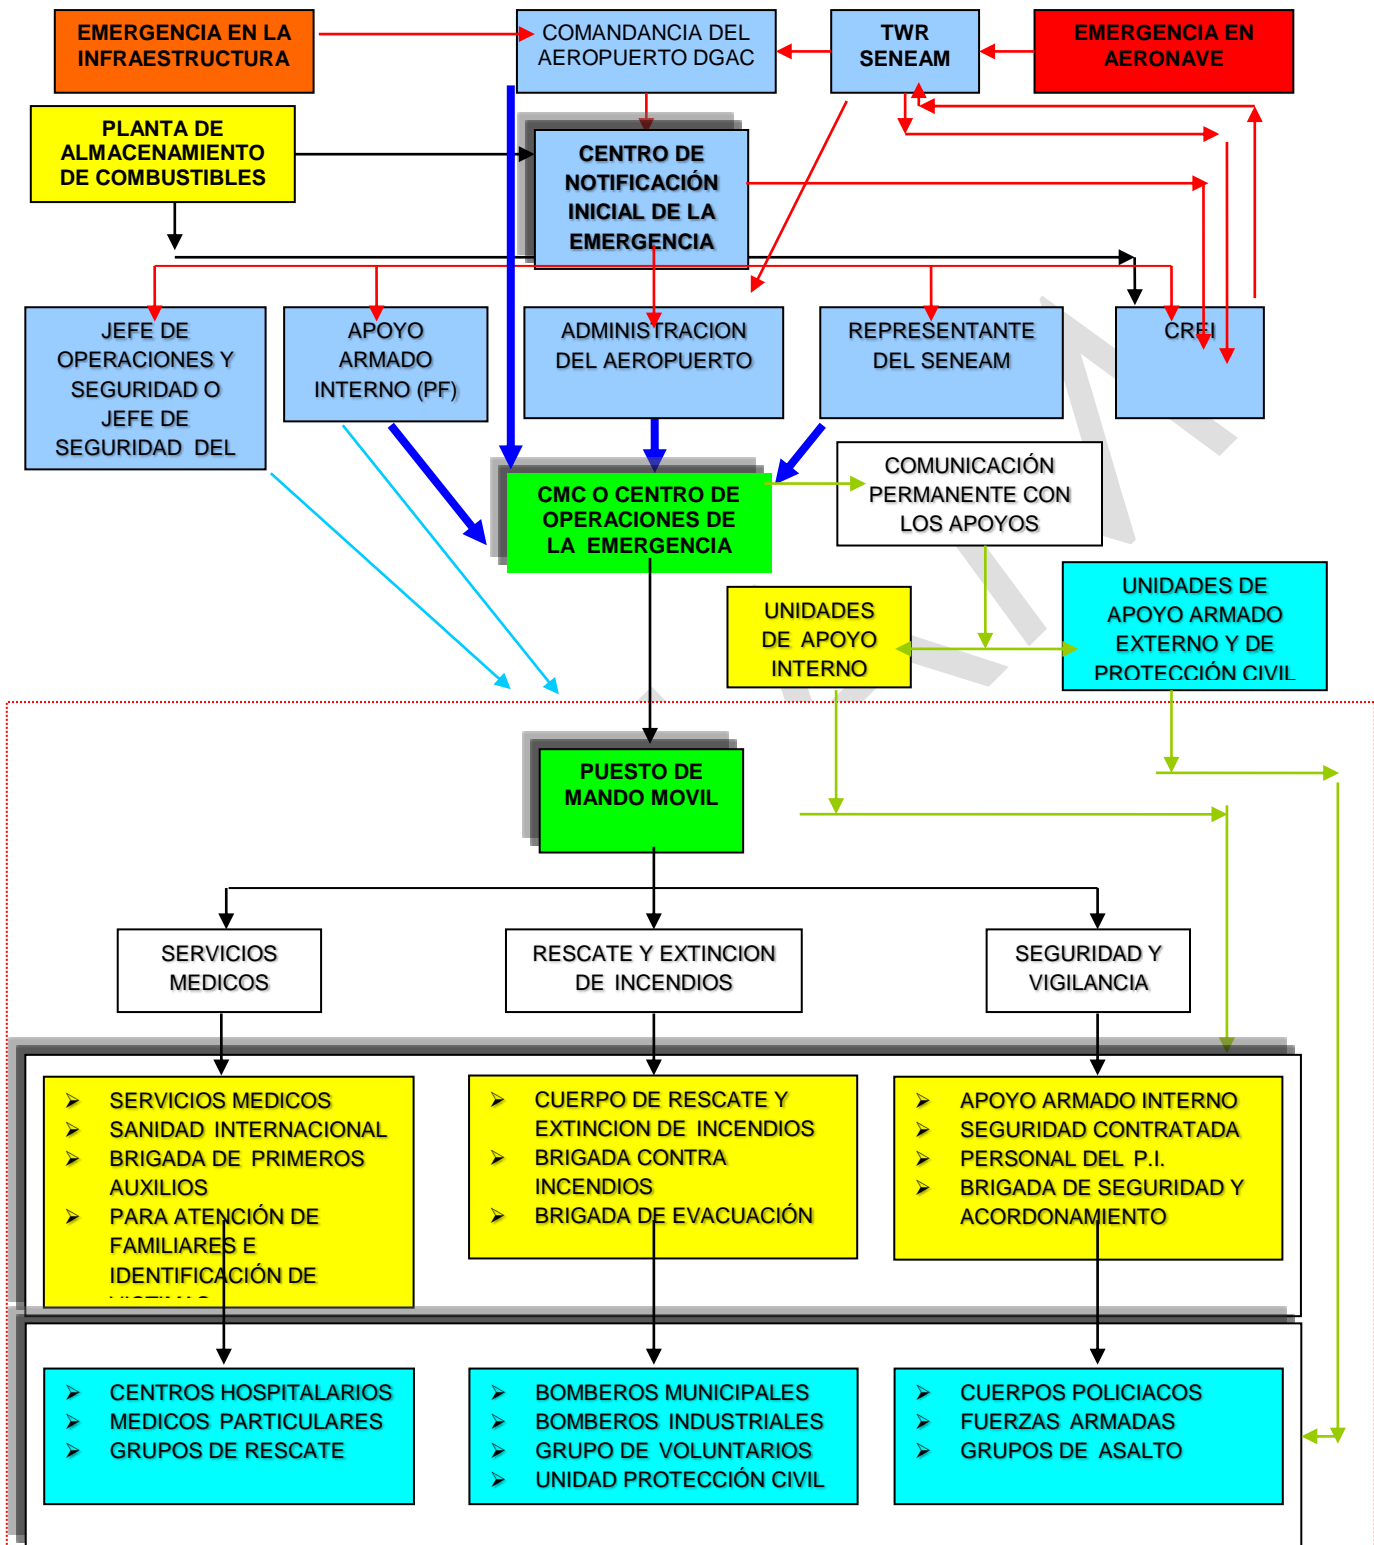 EMERGENCIA EN LA
INFRAESTRUCTURA
COMANDANCIA DEL
AEROPUERTO DGAC
TWR
SENEAM
EMERGENCIA EN
AERONAVE
PLANTA DE
ALMACENAMIENTO
DE COMBUSTIBLES
CENTRO DE
NOTIFICACIÓN
INICIAL DE LA
EMERGENCIA
JEFE DE
OPERACIONES Y
SEGURIDAD O
JEFE DE
SEGURIDAD DEL
APOYO
ARMADO
INTERNO (PF)
ADMINISTRACION
DEL AEROPUERTO
REPRESENTANTE
DEL SENEAM
CREI
CMC O CENTRO DE
OPERACIONES DE
LA EMERGENCIA
COMUNICACIÓN
PERMANENTE CON
LOS APOYOS
UNIDADES
DE APOYO
INTERNO
UNIDADES DE
APOYO ARMADO
EXTERNO Y DE
PROTECCIÓN CIVIL
PUESTO DE
MANDO MOVIL
SERVICIOS
MEDICOS
RESCATE Y EXTINCION
DE INCENDIOS
SEGURIDAD Y
VIGILANCIA
➢ SERVICIOS MEDICOS
➢ SANIDAD INTERNACIONAL
➢ BRIGADA DE PRIMEROS
AUXILIOS
➢ PARA ATENCIÓN DE
FAMILIARES E
IDENTIFICACIÓN DE
➢ CUERPO DE RESCATE Y
EXTINCION DE INCENDIOS
➢ BRIGADA CONTRA
INCENDIOS
➢ BRIGADA DE EVACUACIÓN
➢ APOYO ARMADO INTERNO
➢ SEGURIDAD CONTRATADA
➢ PERSONAL DEL P.I.
➢ BRIGADA DE SEGURIDAD Y
ACORDONAMIENTO
➢ CENTROS HOSPITALARIOS
➢ MEDICOS PARTICULARES
➢ GRUPOS DE RESCATE
➢ BOMBEROS MUNICIPALES
➢ BOMBEROS INDUSTRIALES
➢ GRUPO DE VOLUNTARIOS
➢ UNIDAD PROTECCIÓN CIVIL
➢ CUERPOS POLICIACOS
➢ FUERZAS ARMADAS
➢ GRUPOS DE ASALTO